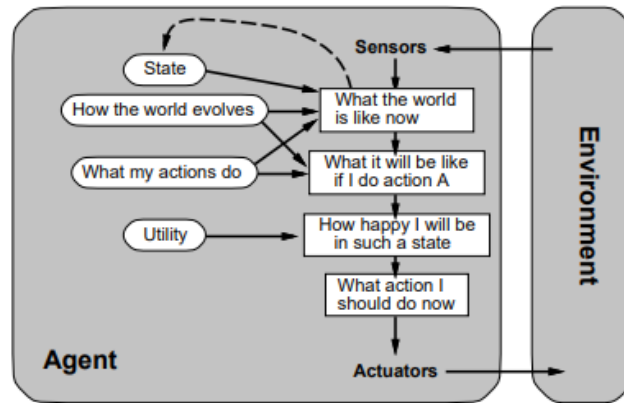 Sensors
State
What the world
is like now
How the world evolves
What my actions do
What it will be like
if I do action A
Utility
How happy I will be
in such a state
What action I
should do now
Agent
Actuators
Environment